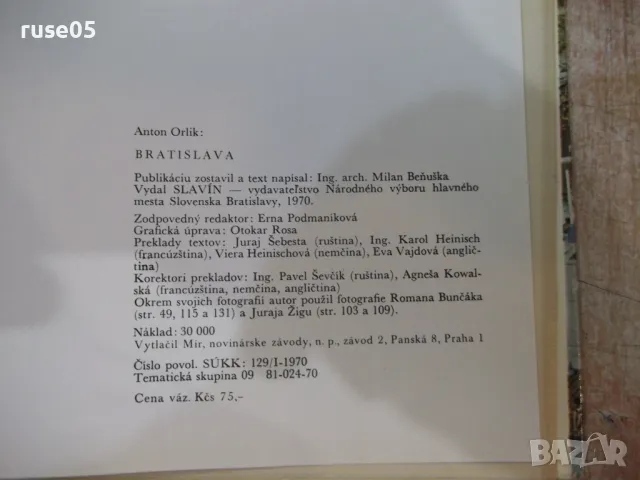 ruse05
Anton Orlík:
BRATISLAVA
Publikáciu zostavil a text napísal: Ing. arch. Milan Beňuška
Vydal SLAVÍN — vydavateľstvo Národného výboru hlavného
mesta Slovenska Bratislavy, 1970.
Zodpovedný redaktor: Erna Podmaníková
Grafická úprava: Otokar Rosa
Preklady textov: Juraj Šebesta (ruština), Ing. Karol Heinisch
(francúzština), Viera Heinischová (nemčina), Eva Vajdová (anglič-
tina)
Korektori prekladov: Ing. Pavel Ševčík (ruština), Agneša Kowal-
ská (francúzština, nemčina, angličtina)
Okrem svojich fotografií autor použil fotografie Romana Bunčáka
(str. 49, 115 a 131) a Juraja Žigu (str. 103 a 109).
Náklad: 30 000
Vytlačil Mír, novinárske závody, n. p., závod 2, Panská 8, Praha 1
Číslo povol. SÚKK: 129/I-1970
Tematická skupina 09 81-024-70
Cena váz. Kčs 75,-
BAZAR
bg